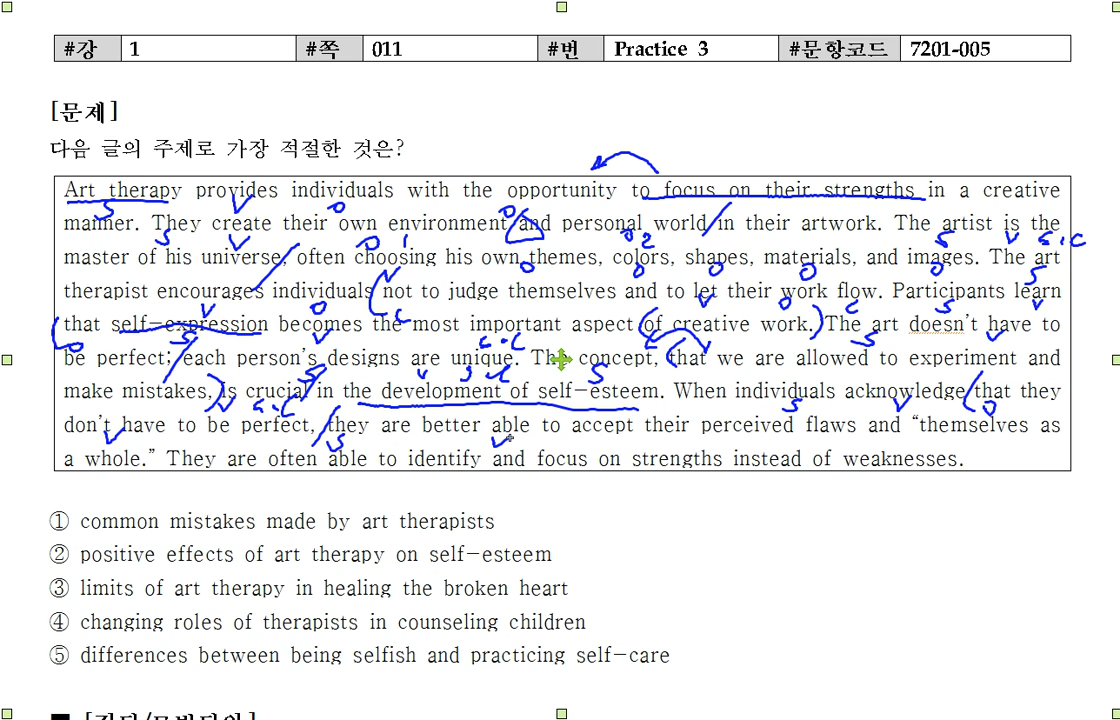 #강 1 #쪽 011 #번 Practice 3 #문항코드 7201-005
[문제]
다음 글의 주제로 가장 적절한 것은?
Art therapy provides individuals with the opportunity to focus on their strengths in a creative
manner. They create their own environment and personal world in their artwork. The artist is the
master of his universe, often choosing his own themes, colors, shapes, materials, and images. The art
therapist encourages individuals not to judge themselves and to let their work flow. Participants learn
that self-expression becomes the most important aspect of creative work. The art doesn't have to
be perfect; each person's designs are unique. The concept, that we are allowed to experiment and
make mistakes, is crucial in the development of self-esteem. When individuals acknowledge that they
don't have to be perfect, they are better able to accept their perceived flaws and “themselves as
a whole.” They are often able to identify and focus on strengths instead of weaknesses.
① common mistakes made by art therapists
② positive effects of art therapy on self-esteem
③ limits of art therapy in healing the broken heart
④ changing roles of therapists in counseling children
⑤ differences between being selfish and practicing self-care